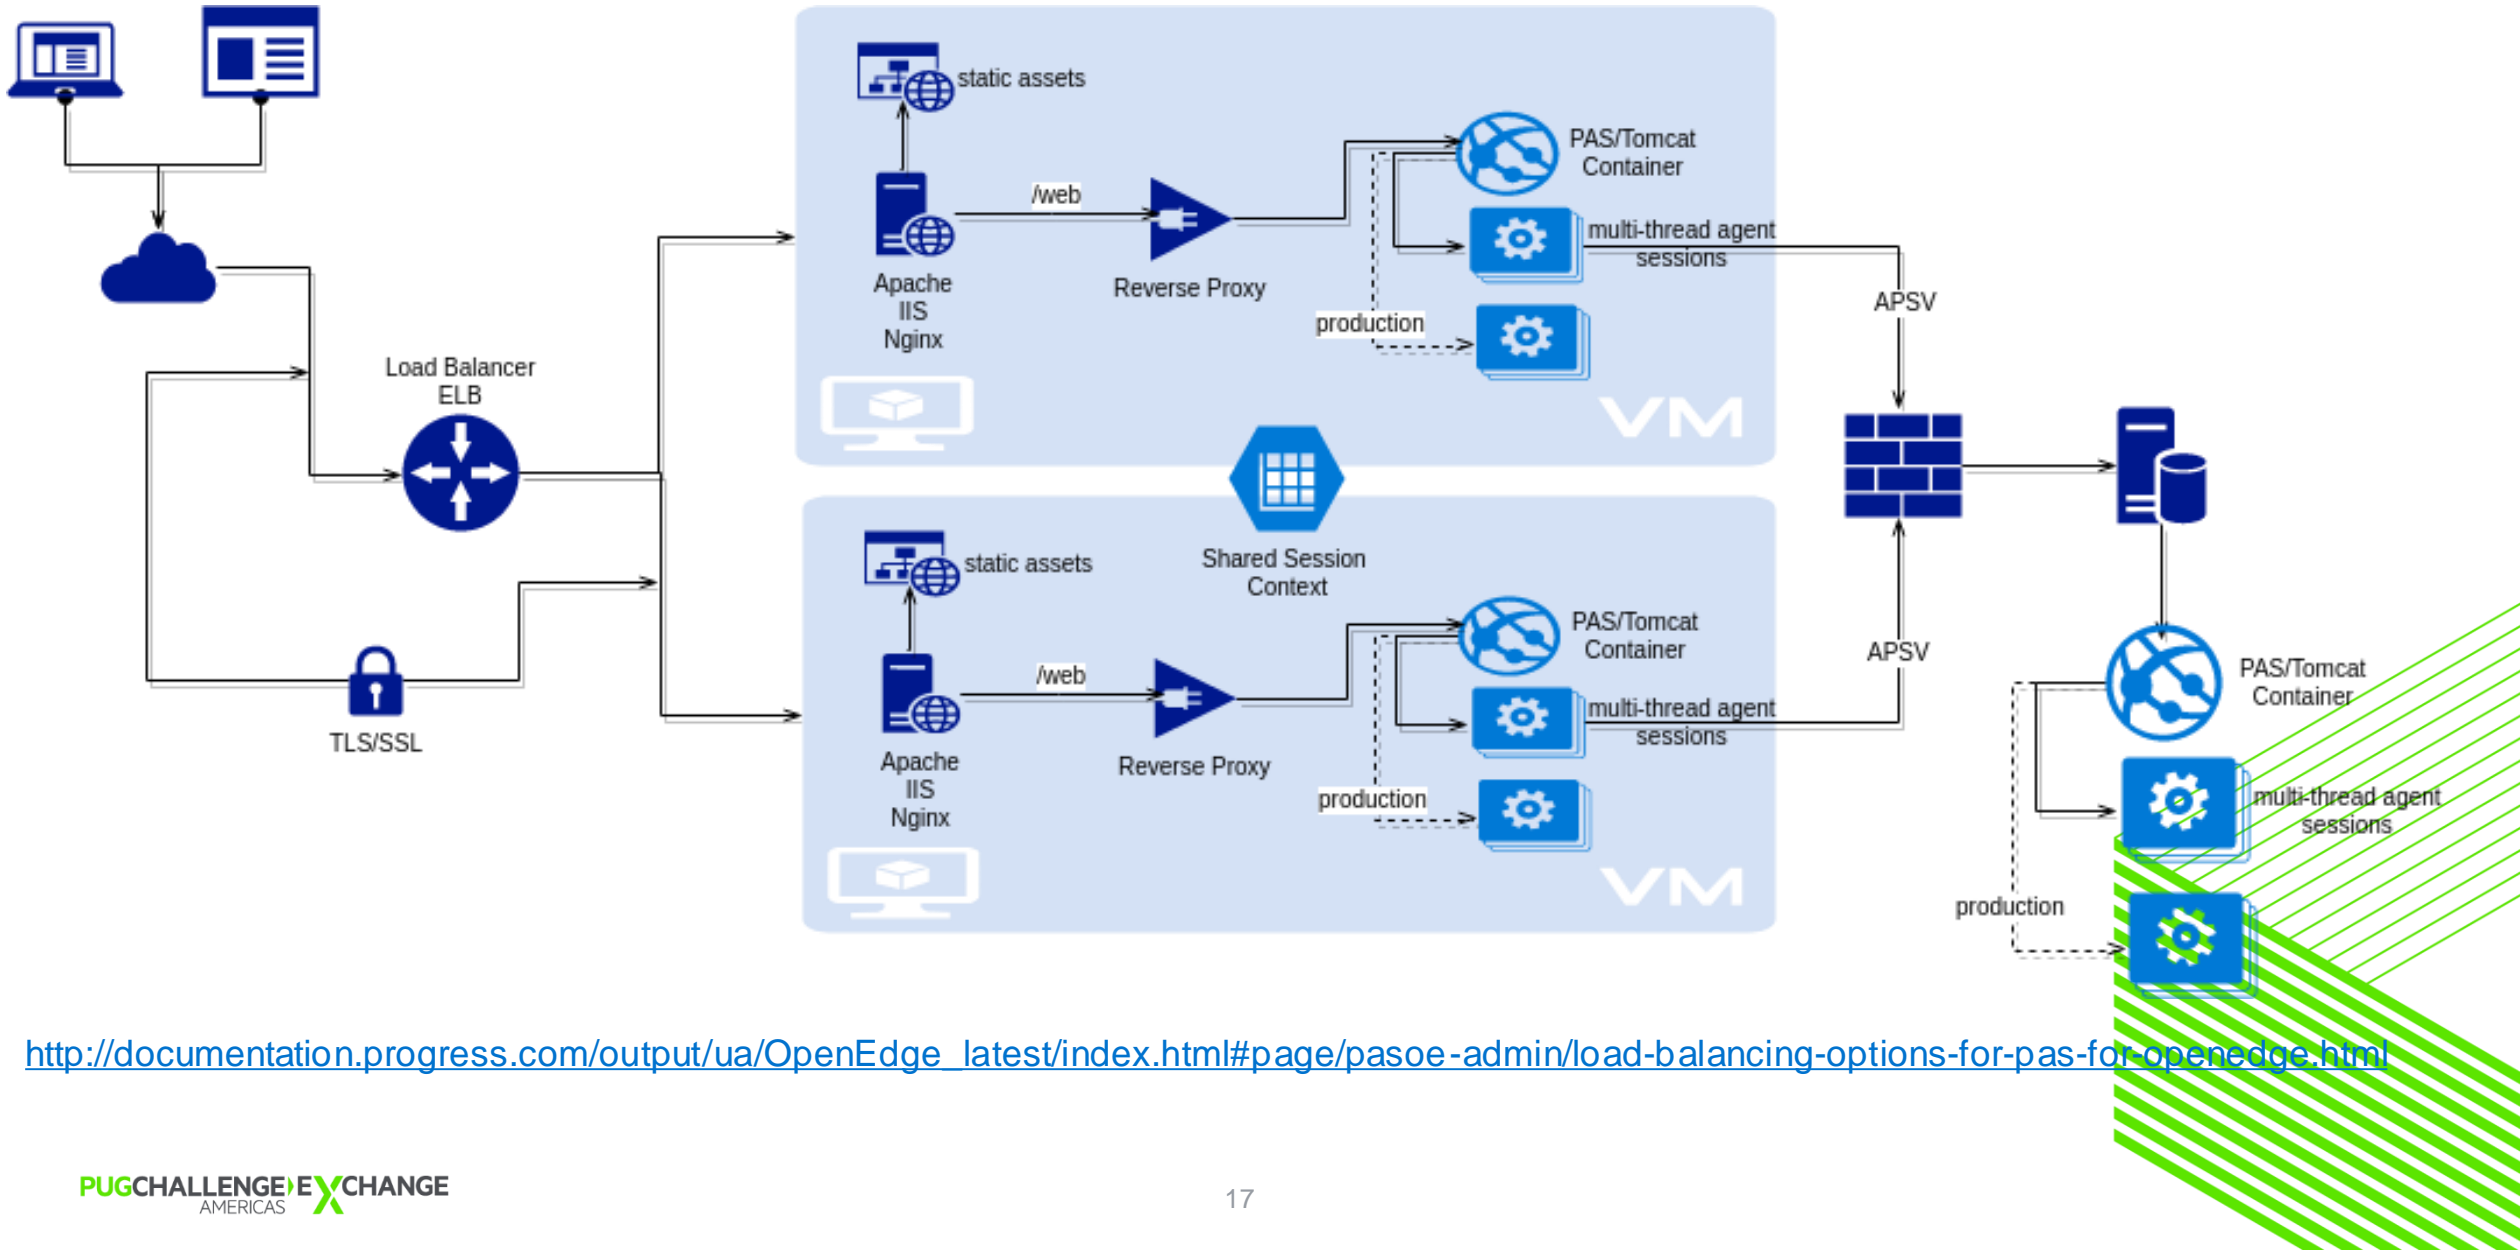 static assets
PAS/Tomcat
Container
/web
multi-thread agent
sessions
Apache
IIS
Nginx
Reverse Proxy
production
APSV
VM
Load Balancer
ELB
Shared Session
Context
static assets
PAS/Tomcat
Container
/web
multi-thread agent
sessions
Apache
IIS
Nginx
Reverse Proxy
production
APSV
VM
TLS/SSL
PAS/Tomcat
Container
multi-thread agent
sessions
production
http://documentation.progress.com/output/ua/OpenEdge_latest/index.html#page/pasoe-admin/load-balancing-options-for-pas-for-openedge.html
PUGCHALLENGE EXCHANGE
AMERICAS
17